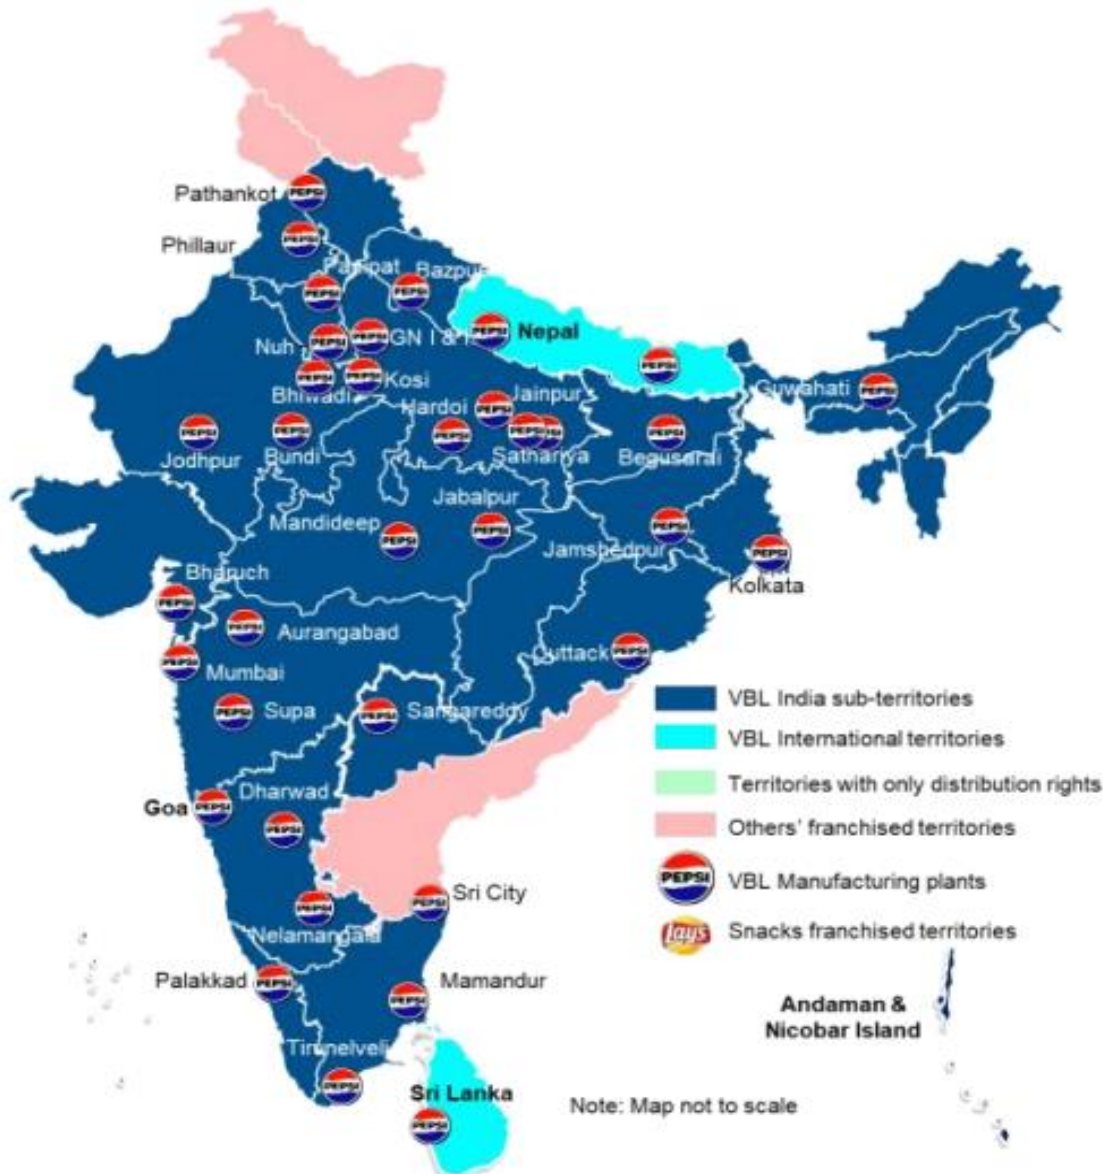 Pathankot
Phillaur
Panipat
Bazpur
Nuh
GN I &
Nepal
Bhiwadi
Kosi
Jainpur
Guwahati
Hardoi
Jodhpur
Bundi
Sathariya
Begusarai
Jabalpur
Mandideep
Jamshedpur
Kolkata
Bharuch
Aurangabad
Cuttack
Mumbai
Supa
Sangareddy
VBL India sub-territories
VBL International territories
Territories with only distribution rights
Others' franchised territories
PEPSI
VBL Manufacturing plants
Lays
Snacks franchised territories
Dharwad
Goa
Sri City
Nelamangala
Palakkad
Mamandur
Andaman &
Nicobar Island
Tirunelveli
Sri Lanka
Note: Map not to scale